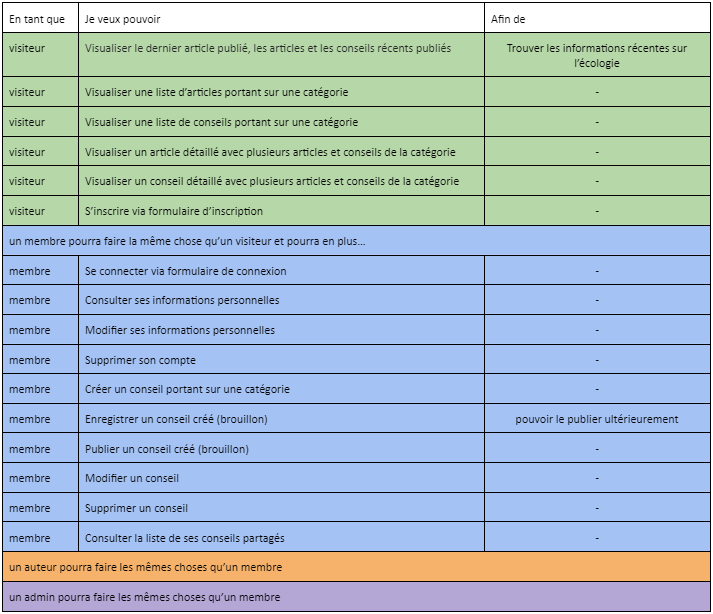 En tant que Je veux pouvoir Afin de
visiteur Visualiser le dernier article publié, les articles et les conseils récents publiés Trouver les informations récentes sur
l’écologie
visiteur Visualiser une liste d’articles portant sur une catégorie -
visiteur Visualiser une liste de conseils portant sur une catégorie -
visiteur Visualiser un article détaillé avec plusieurs articles et conseils de la catégorie -
visiteur Visualiser un conseil détaillé avec plusieurs articles et conseils de la catégorie -
visiteur S’inscrire via formulaire d’inscription -
un membre pourra faire la même chose qu’un visiteur et pourra en plus...
membre Se connecter via formulaire de connexion -
membre Consulter ses informations personnelles -
membre Modifier ses informations personnelles -
membre Supprimer son compte -
membre Créer un conseil portant sur une catégorie -
membre Enregistrer un conseil créé (brouillon) pouvoir le publier ultérieurement
membre Publier un conseil créé (brouillon) -
membre Modifier un conseil -
membre Supprimer un conseil -
membre Consulter la liste de ses conseils partagés -
un auteur pourra faire les mêmes choses qu’un membre
un admin pourra faire les mêmes choses qu’un membre